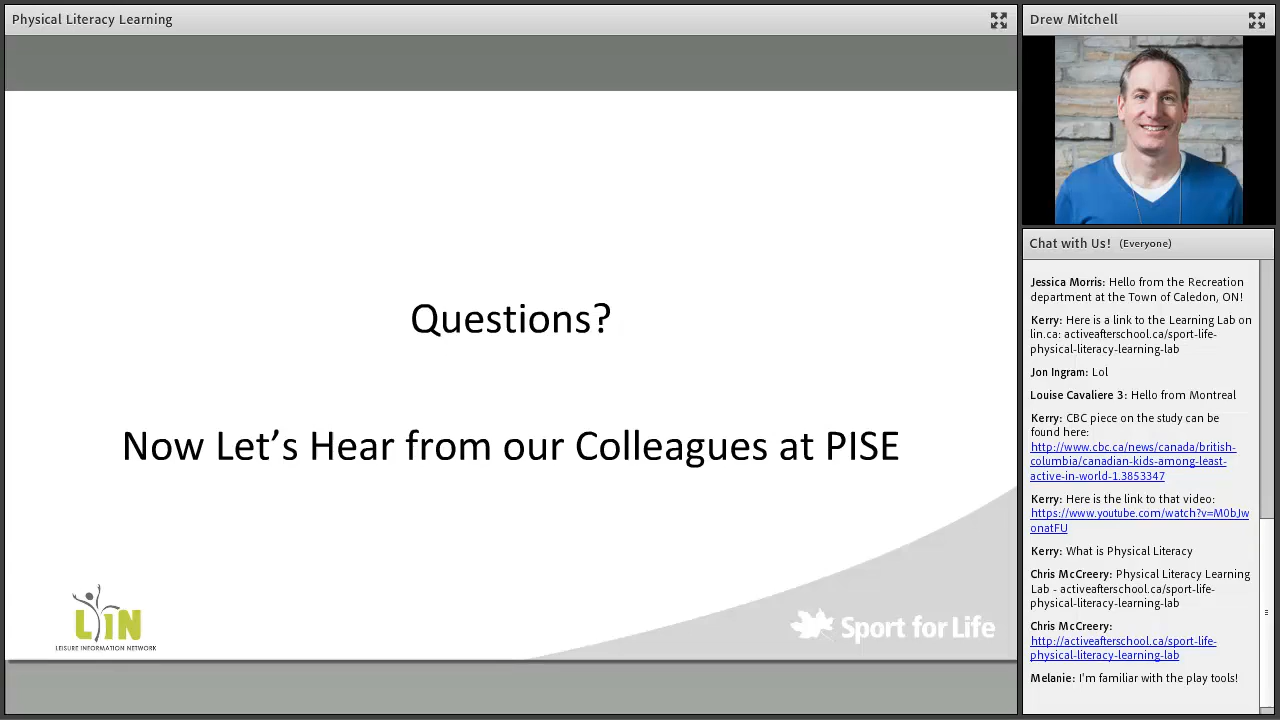 Physical Literacy Learning
Questions?
Now Let's Hear from our Colleagues at PISE
LIN
LEISURE INFORMATION NETWORK
Sport for Life
Drew Mitchell
Chat with Us! (Everyone)
Jessica Morris: Hello from the Recreation
department at the Town of Caledon, ON!
Kerry: Here is a link to the Learning Lab on
lin.ca: activeafterschool.ca/sport-life-
physical-literacy-learning-lab
Jon Ingram: Lol
Louise Cavaliere 3: Hello from Montreal
Kerry: CBC piece on the study can be
found here:
http://www.cbc.ca/news/canada/british-
columbia/canadian-kids-among-least-
active-in-world-1.3853347
Kerry: Here is the link to that video:
https://www.youtube.com/watch?v=M0bJw
onatFU
Kerry: What is Physical Literacy
Chris McCreery: Physical Literacy Learning
Lab - activeafterschool.ca/sport-life-
physical-literacy-learning-lab
Chris McCreery:
http://activeafterschool.ca/sport-life-
physical-literacy-learning-lab
Melanie: I'm familiar with the play tools!